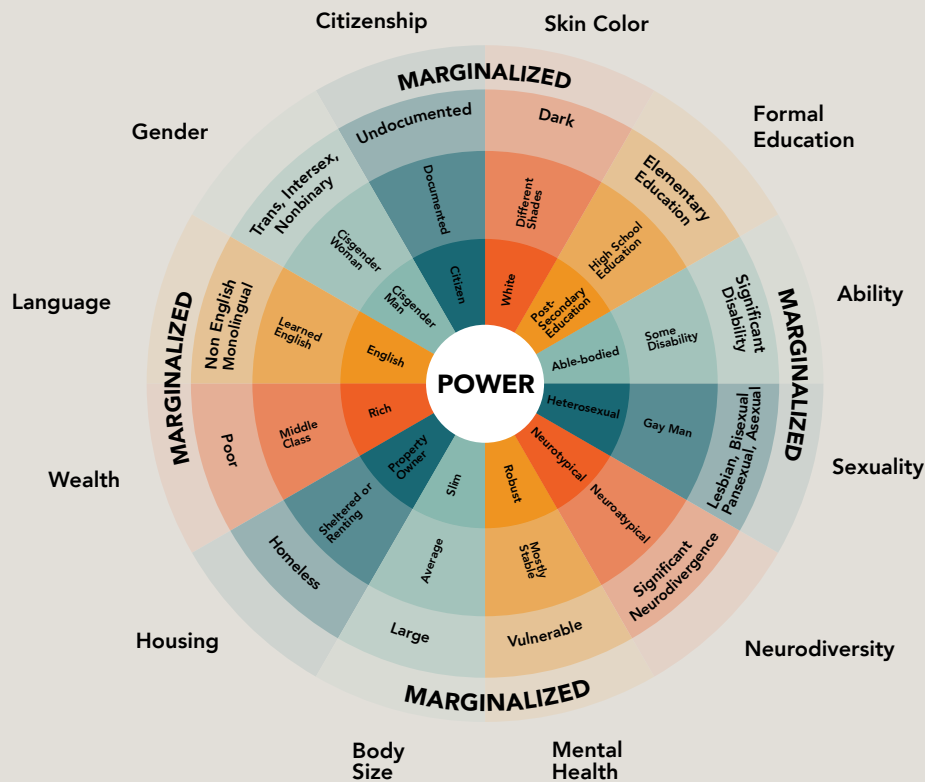 Citizenship
Skin Color
Formal
Education
Ability
Sexuality
Neurodiversity
Mental
Health
Body
Size
Housing
Wealth
Language
Gender
MARGINALIZED
MARGINALIZED
MARGINALIZED
MARGINALIZED
POWER
Undocumented
Documented
Citizen
Dark
Different
Shades
White
Elementary
Education
High School
Education
Post-
Secondary
Education
Significant
Disability
Some
Disability
Able-bodied
Lesbian, Bisexual
Pansexual, Asexual
Gay Man
Heterosexual
Significant
Neurodivergence
Neuroatypical
Neurotypical
Vulnerable
Mostly
Stable
Robust
Large
Average
Slim
Homeless
Sheltered or
Renting
Property
Owner
Poor
Middle
Class
Rich
Non English
Monolingual
Learned
English
English
Trans, Intersex,
Nonbinary
Cisgender
Woman
Cisgender
Man